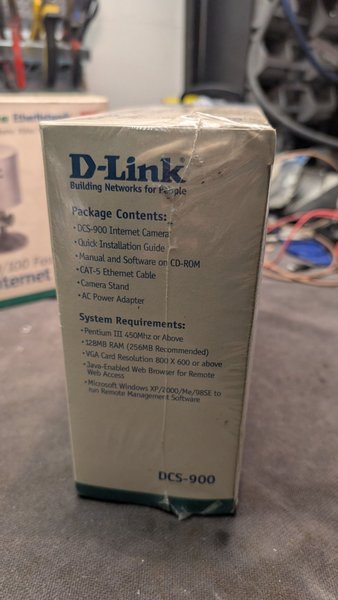 D-Link
Building Networks for People
Package Contents:
• DCS-900 Internet Camera
• Quick Installation Guide
• Manual and Software on CD-ROM
• CAT-5 Ethernet Cable
• Camera Stand
• AC Power Adapter
System Requirements:
• Pentium III 450Mhz or Above
• 128MB RAM (256MB Recommended)
• VGA Card Resolution 800 X 600 or above
• Java-Enabled Web Browser for Remote
Web Access
• Microsoft Windows XP/2000/Me/98SE to
run Remote Management Software
DCS-900
Ethernet
Internet